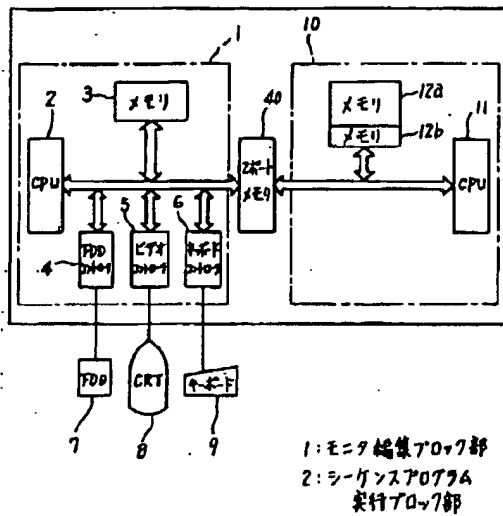 1
10
3
メモリ
2
CPU
40
2ポート
メモリ
メモリ
12a
メモリ
12b
11
CPU
4
FDD
コントローラ
5
ビデオ
コントローラ
6
キーボード
コントローラ
FDD
7
CRT
8
キーボード
9
1:モニタ編集ブロック部
2:シーケンスプログラム
実行ブロック部